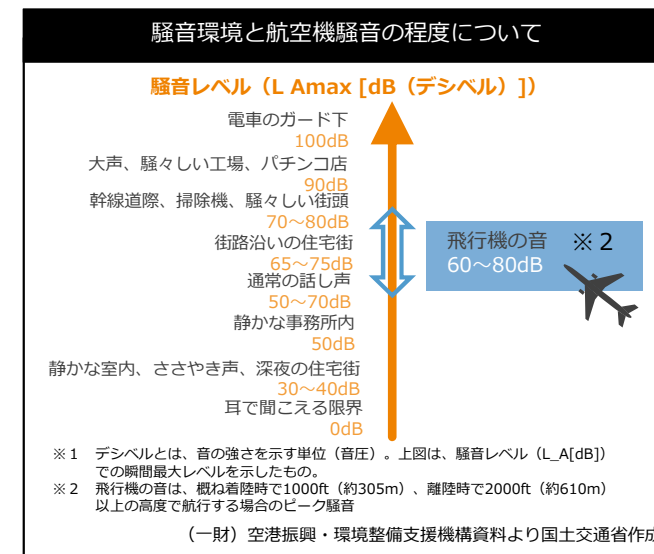 騒音環境と航空機騒音の程度について
騒音レベル（L Amax [dB（デシベル）]）
電車のガード下
100dB
大声、騒々しい工場、パチンコ店
90dB
幹線道際、掃除機、騒々しい街頭
70～80dB
街路沿いの住宅街
65～75dB
通常の話し声
50～70dB
静かな事務所内
50dB
静かな室内、ささやき声、深夜の住宅街
30～40dB
耳で聞こえる限界
0dB
飛行機の音　※２
60～80dB
※１　デシベルとは、音の強さを示す単位（音圧）。上図は、騒音レベル（L_A[dB]）
での瞬間最大レベルを示したもの。
※２　飛行機の音は、概ね着陸時で1000ft（約305m）、離陸時で2000ft（約610m）
以上の高度で航行する場合のピーク騒音
（一財）空港振興・環境整備支援機構資料より国土交通省作成